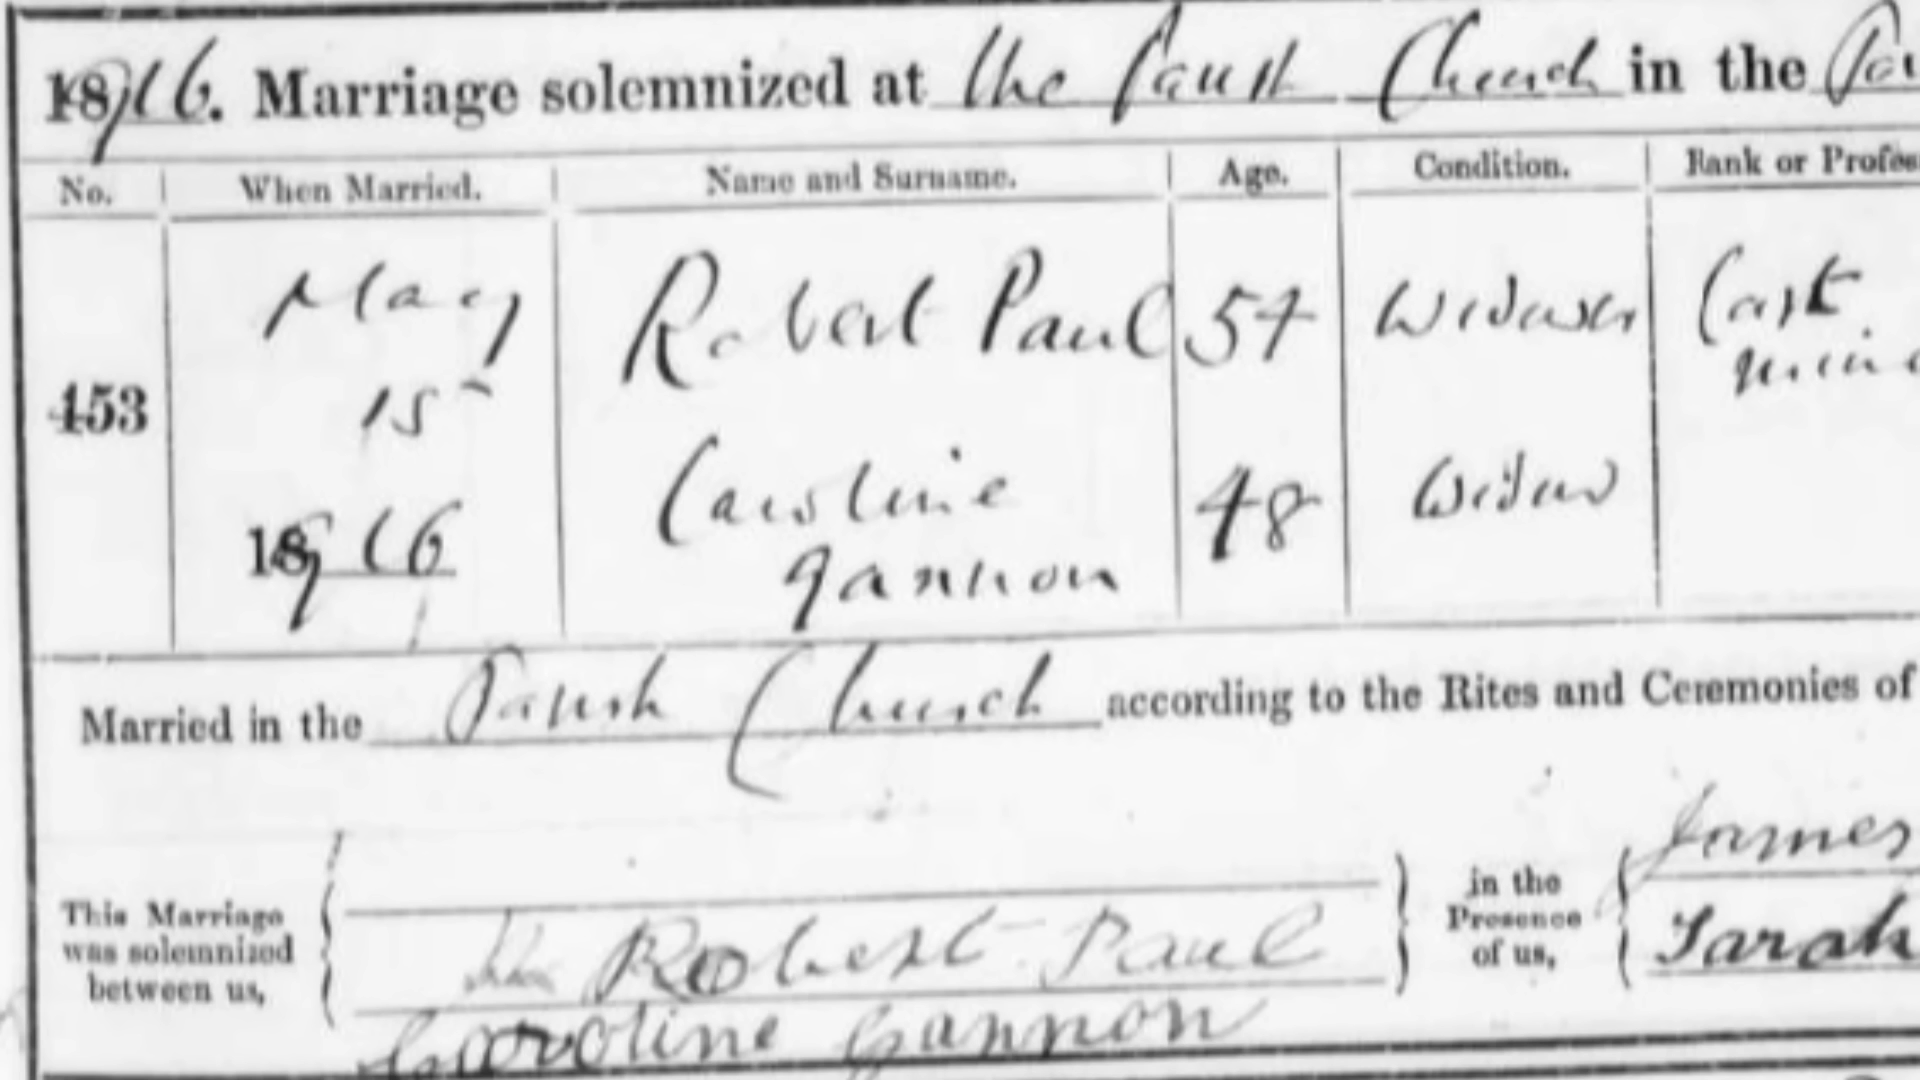 1916. Marriage solemnized at the Parish Church in the
No. When Married. Name and Surname. Age. Condition. Rank or Profes
453 May 15 1916 Robert Paul 54 Widower
Caroline Gannon 48 Widow
Married in the Parish Church according to the Rites and Ceremonies of
This Marriage was solemnized between us, Robert Paul in the Presence of us, James
Caroline Gannon Sarah